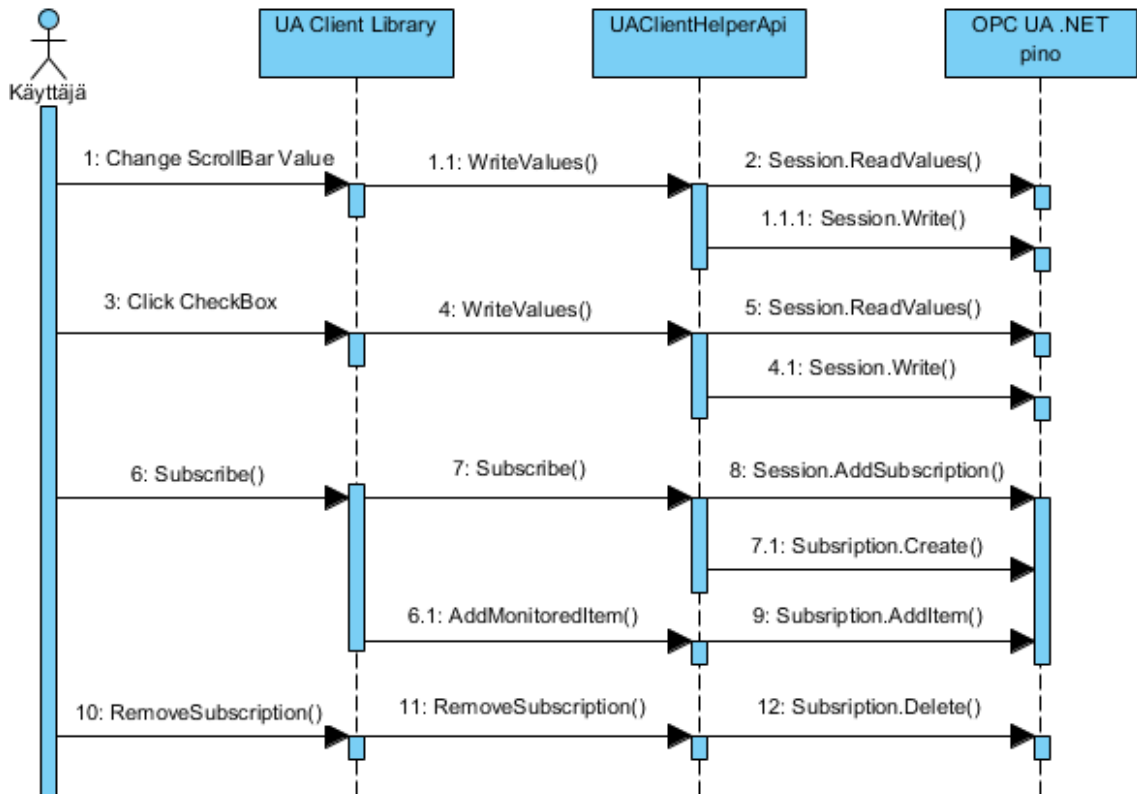 UA Client Library
UAClientHelperApi
OPC UA .NET
pino
Käyttäjä
1: Change ScrollBar Value
1.1: WriteValues()
2: Session.ReadValues()
1.1.1: Session.Write()
3: Click CheckBox
4: WriteValues()
5: Session.ReadValues()
4.1: Session.Write()
6: Subscribe()
7: Subscribe()
8: Session.AddSubscription()
7.1: Subsription.Create()
6.1: AddMonitoredItem()
9: Subsription.AddItem()
10: RemoveSubscription()
11: RemoveSubscription()
12: Subsription.Delete()